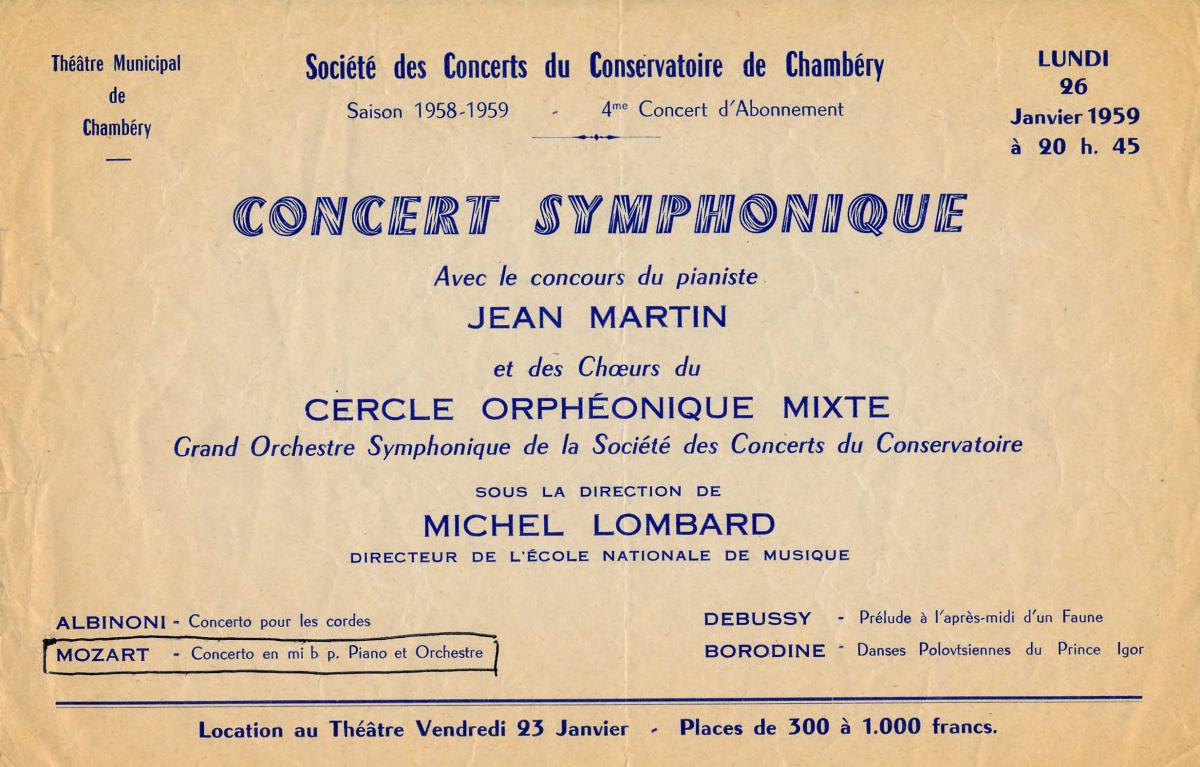 Théâtre Municipal
de
Chambéry
Société des Concerts du Conservatoire de Chambéry
Saison 1958-1959 - 4me Concert d'Abonnement
LUNDI
26
Janvier 1959
à 20 h. 45
CONCERT SYMPHONIQUE
Avec le concours du pianiste
JEAN MARTIN
et des Chœurs du
CERCLE ORPHÉONIQUE MIXTE
Grand Orchestre Symphonique de la Société des Concerts du Conservatoire
SOUS LA DIRECTION DE
MICHEL LOMBARD
DIRECTEUR DE L'ÉCOLE NATIONALE DE MUSIQUE
ALBINONI - Concerto pour les cordes
MOZART - Concerto en mi b p. Piano et Orchestre
DEBUSSY - Prélude à l'après-midi d'un Faune
BORODINE - Danses Polovtsiennes du Prince Igor
Location au Théâtre Vendredi 23 Janvier - Places de 300 à 1.000 francs.